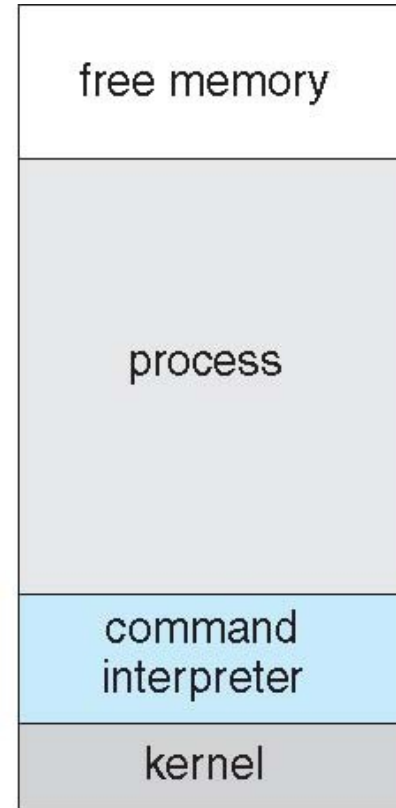 free memory
process
command
interpreter
kernel